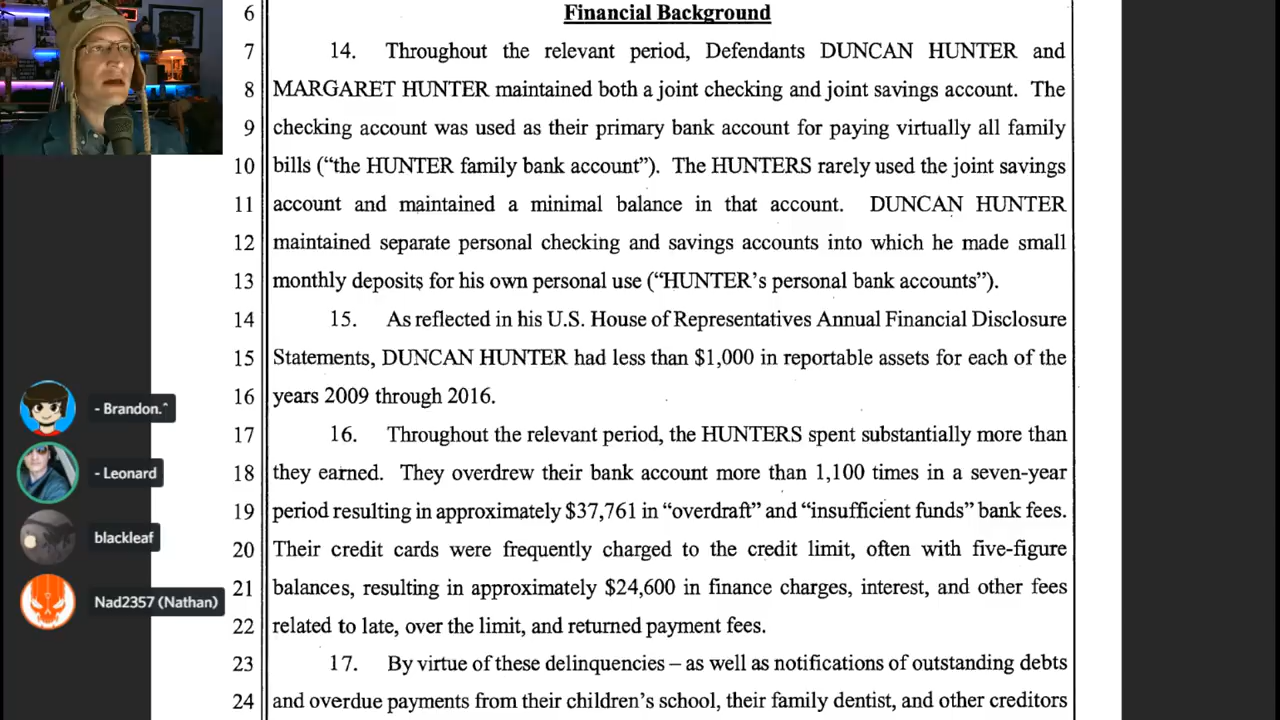 6 Financial Background
7 14. Throughout the relevant period, Defendants DUNCAN HUNTER and
8 MARGARET HUNTER maintained both a joint checking and joint savings account. The
9 checking account was used as their primary bank account for paying virtually all family
10 bills (“the HUNTER family bank account”). The HUNTERS rarely used the joint savings
11 account and maintained a minimal balance in that account. DUNCAN HUNTER
12 maintained separate personal checking and savings accounts into which he made small
13 monthly deposits for his own personal use (“HUNTER’s personal bank accounts”).
14 15. As reflected in his U.S. House of Representatives Annual Financial Disclosure
15 Statements, DUNCAN HUNTER had less than $1,000 in reportable assets for each of the
16 years 2009 through 2016.
17 16. Throughout the relevant period, the HUNTERS spent substantially more than
18 they earned. They overdrew their bank account more than 1,100 times in a seven-year
19 period resulting in approximately $37,761 in “overdraft” and “insufficient funds” bank fees.
20 Their credit cards were frequently charged to the credit limit, often with five-figure
21 balances, resulting in approximately $24,600 in finance charges, interest, and other fees
22 related to late, over the limit, and returned payment fees.
23 17. By virtue of these delinquencies – as well as notifications of outstanding debts
24 and overdue payments from their children’s school, their family dentist, and other creditors
- Brandon.^
- Leonard
blackleaf
Nad2357 (Nathan)